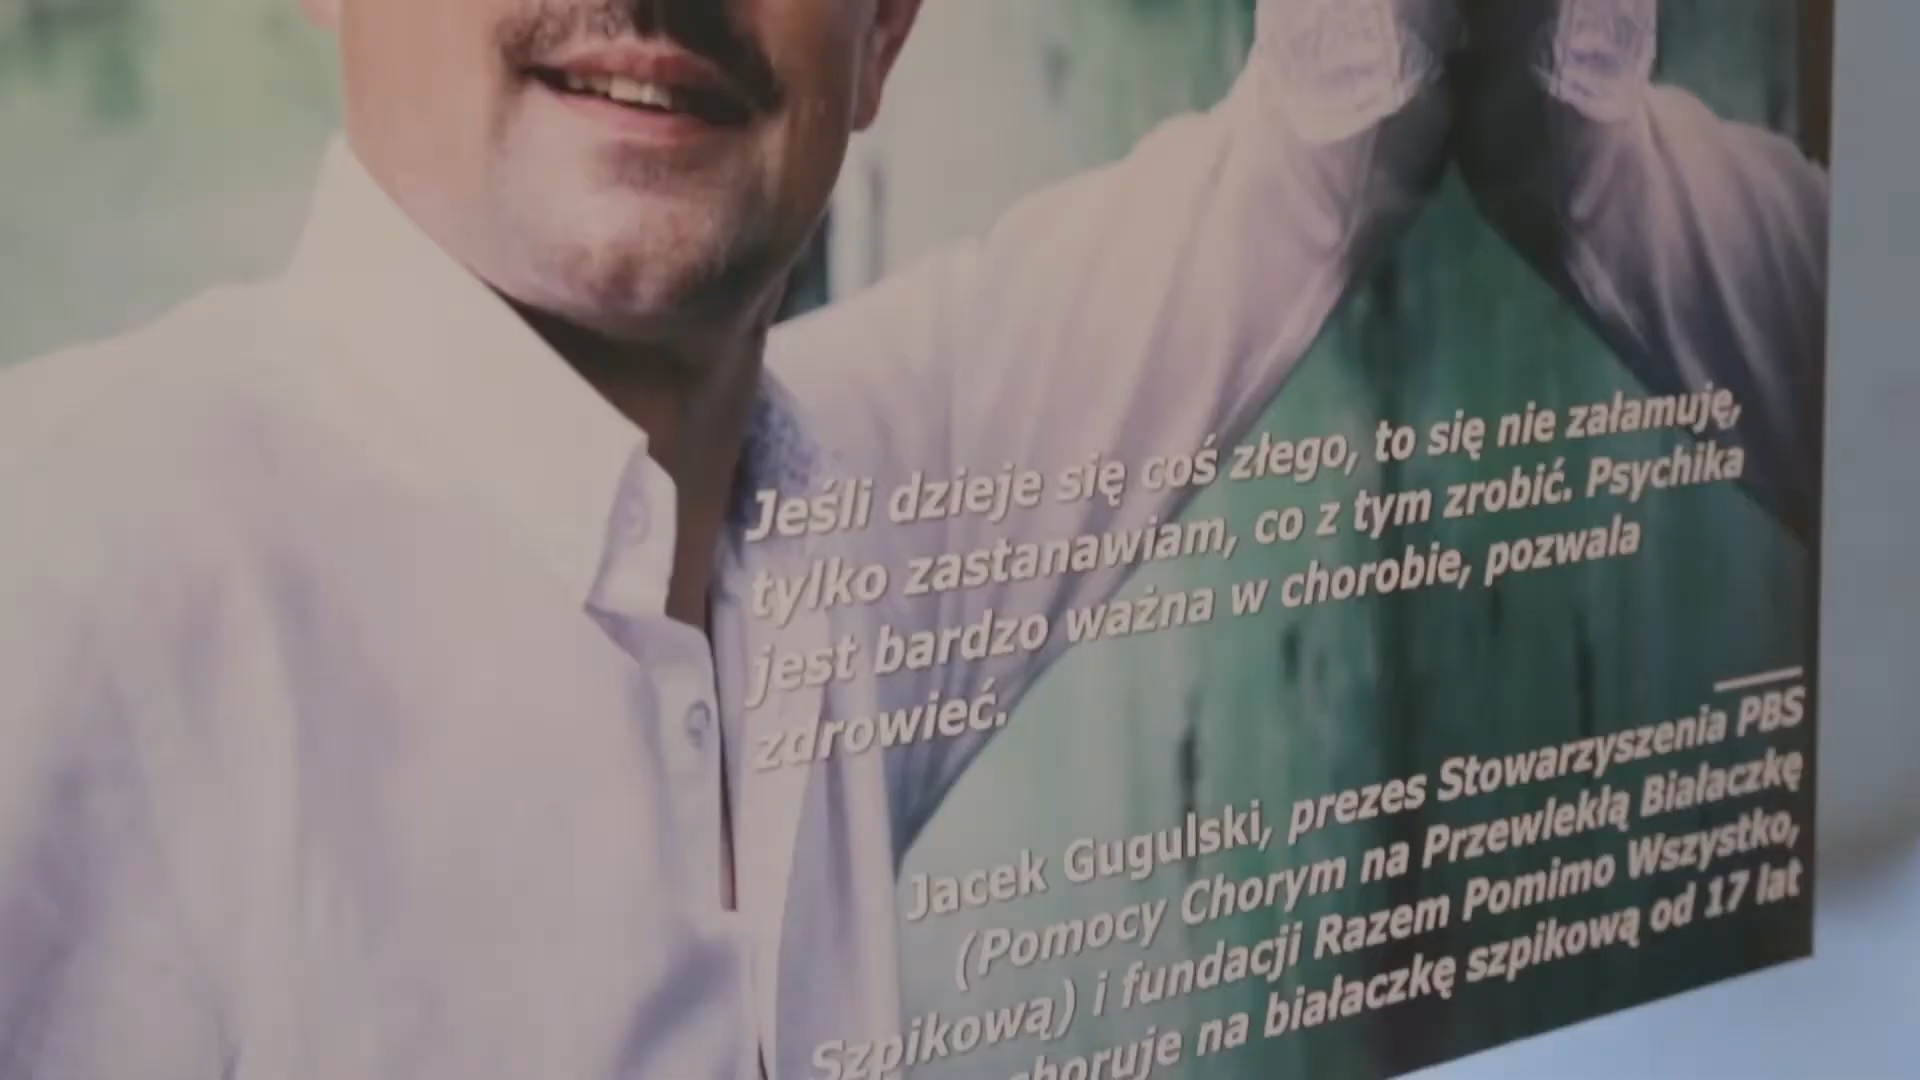 Jeśli dzieje się coś złego, to się nie załamuję,
tylko zastanawiam, co z tym zrobić. Psychika
jest bardzo ważna w chorobie, pozwala
zdrowieć.
Jacek Gugulski, prezes Stowarzyszenia PBS
(Pomocy Chorym na Przewlekłą Białaczkę
Szpikową) i fundacji Razem Pomimo Wszystko,
choruje na białaczkę szpikową od 17 lat